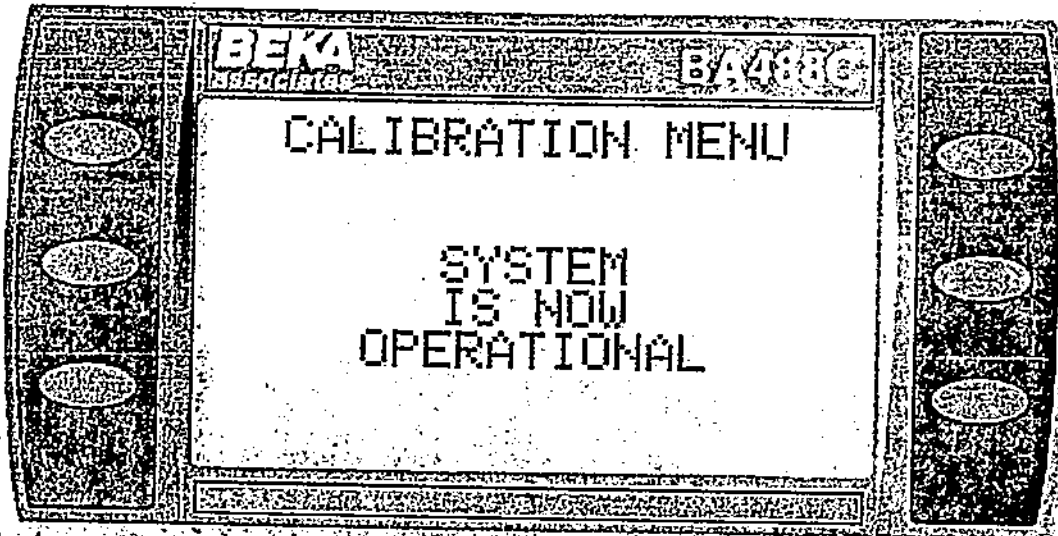 BEKA
associates
BA488C
CALIBRATION MENU
SYSTEM
IS NOW
OPERATIONAL